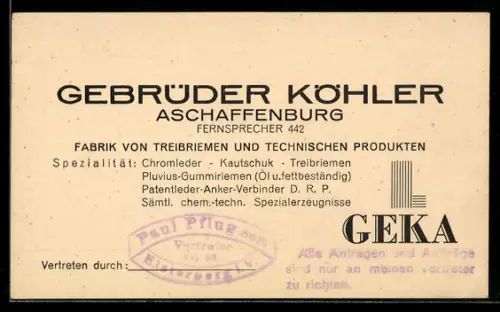 GEBRÜDER KÖHLER
ASCHAFFENBURG
FERNSPRECHER 442
FABRIK VON TREIBRIEMEN UND TECHNISCHEN PRODUKTEN
Spezialität: Chromleder - Kautschuk - Treibriemen
Pluvius-Gummiriemen (Öl u. fettbeständig)
Patentleder-Anker-Verbinder D. R. P.
Sämtl. chem.-techn. Spezialerzeugnisse
GEKA
Paul Pflug
Vertreter
Elsterberg i. V.
Vertreten durch:
Alle Anfragen und Aufträge
sind nur an meinen Vertreter
zu richten.